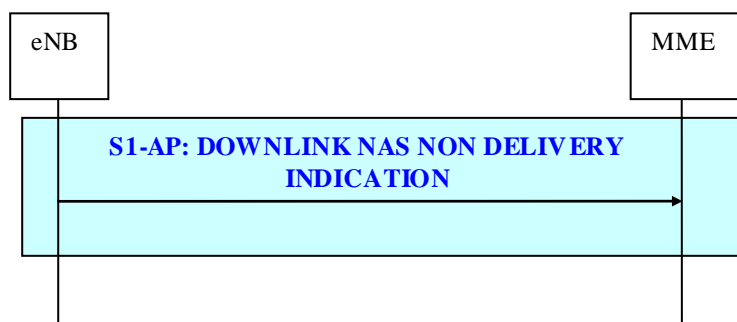 eNB
MME
S1-AP: DOWNLINK NAS NON DELIVERY
INDICATION